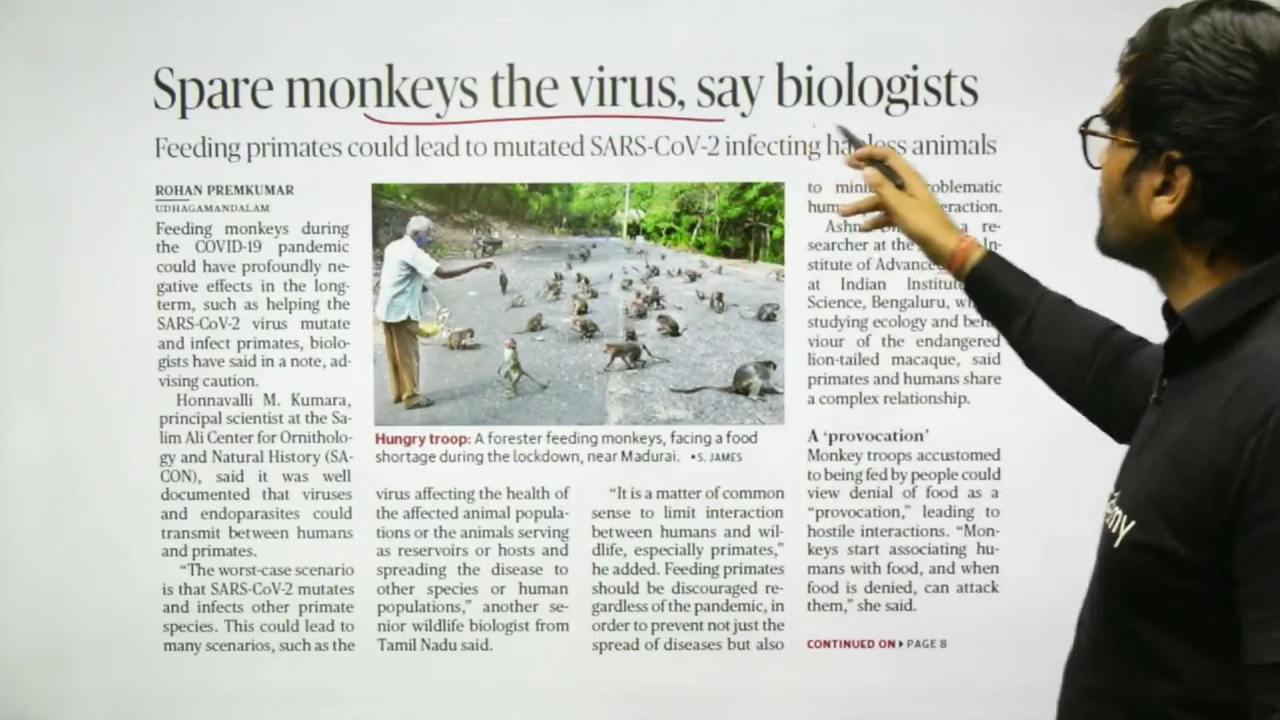 Spare monkeys the virus, say biologists
Feeding primates could lead to mutated SARS-CoV-2 infecting animals
ROHAN PREMKUMAR
UDHAGAMANDALAM
Feeding monkeys during
the COVID-19 pandemic
could have profoundly ne-
gative effects in the long-
term, such as helping the
SARS-CoV-2 virus mutate
and infect primates, biolo-
gists have said in a note, ad-
vising caution.
Honnavalli M. Kumara,
principal scientist at the Sa-
lim Ali Center for Ornitholo-
gy and Natural History (SA-
CON), said it was well
documented that viruses
and endoparasites could
transmit between humans
and primates.
“The worst-case scenario
is that SARS-CoV-2 mutates
and infects other primate
species. This could lead to
many scenarios, such as the
Hungry troop: A forester feeding monkeys, facing a food
shortage during the lockdown, near Madurai. •S. JAMES
virus affecting the health of
the affected animal popula-
tions or the animals serving
as reservoirs or hosts and
spreading the disease to
other species or human
populations,” another se-
nior wildlife biologist from
Tamil Nadu said.
“It is a matter of common
sense to limit interaction
between humans and wil-
dlife, especially primates,”
he added. Feeding primates
should be discouraged re-
gardless of the pandemic, in
order to prevent not just the
spread of diseases but also
to
a re-
searcher at the In-
stitute of
at Indian Institute
Science, Bengaluru,
studying ecology and
viour of the endangered
lion-tailed macaque, said
primates and humans share
a complex relationship.
A ‘provocation’
Monkey troops accustomed
to being fed by people could
view denial of food as a
“provocation,” leading to
hostile interactions. “Mon-
keys start associating hu-
mans with food, and when
food is denied, can attack
them,” she said.
CONTINUED ON ▸ PAGE 8